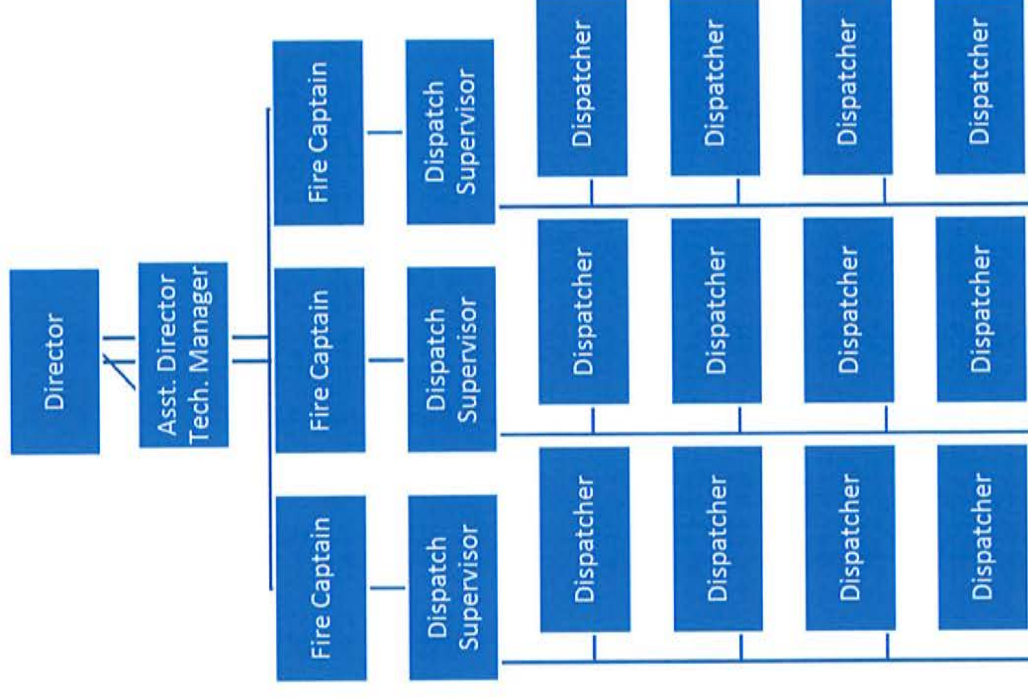 Director
Asst. Director
Tech. Manager
Fire Captain
Fire Captain
Fire Captain
Dispatch
Supervisor
Dispatch
Supervisor
Dispatch
Supervisor
Dispatcher
Dispatcher
Dispatcher
Dispatcher
Dispatcher
Dispatcher
Dispatcher
Dispatcher
Dispatcher
Dispatcher
Dispatcher
Dispatcher